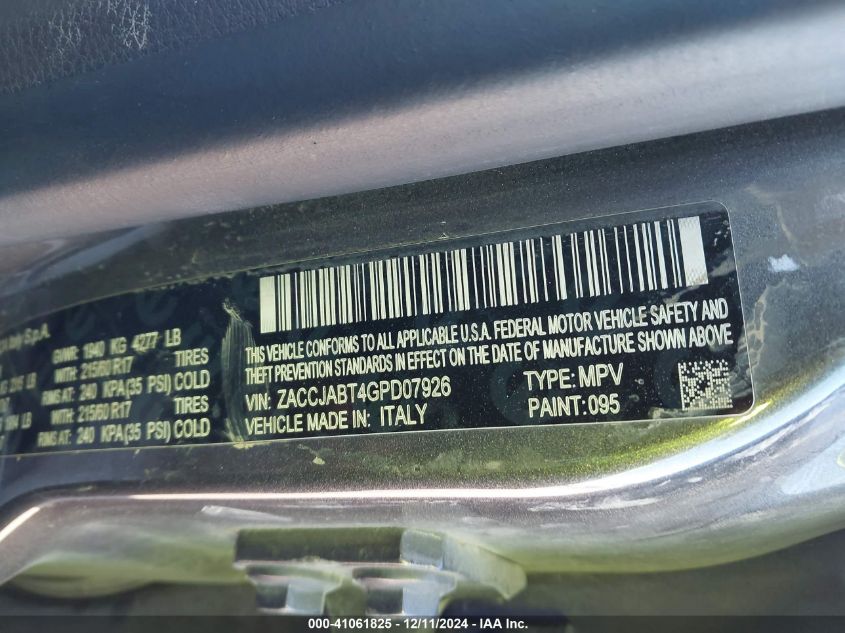 Italy S.p.A.
GVWR: 1940 KG 4277 LB
WITH: 215/60 R17 TIRES
RIMS AT: 240 KPA(35 PSI) COLD
WITH: 215/60 R17 TIRES
RIMS AT: 240 KPA(35 PSI) COLD
LB
LB
THIS VEHICLE CONFORMS TO ALL APPLICABLE U.S.A. FEDERAL MOTOR VEHICLE SAFETY AND
THEFT PREVENTION STANDARDS IN EFFECT ON THE DATE OF MANUFACTURE SHOWN ABOVE
VIN: ZACCJABT4GPD07926 TYPE: MPV
VEHICLE MADE IN: ITALY PAINT: 095
000-41061825 - 12/11/2024 - IAA Inc.